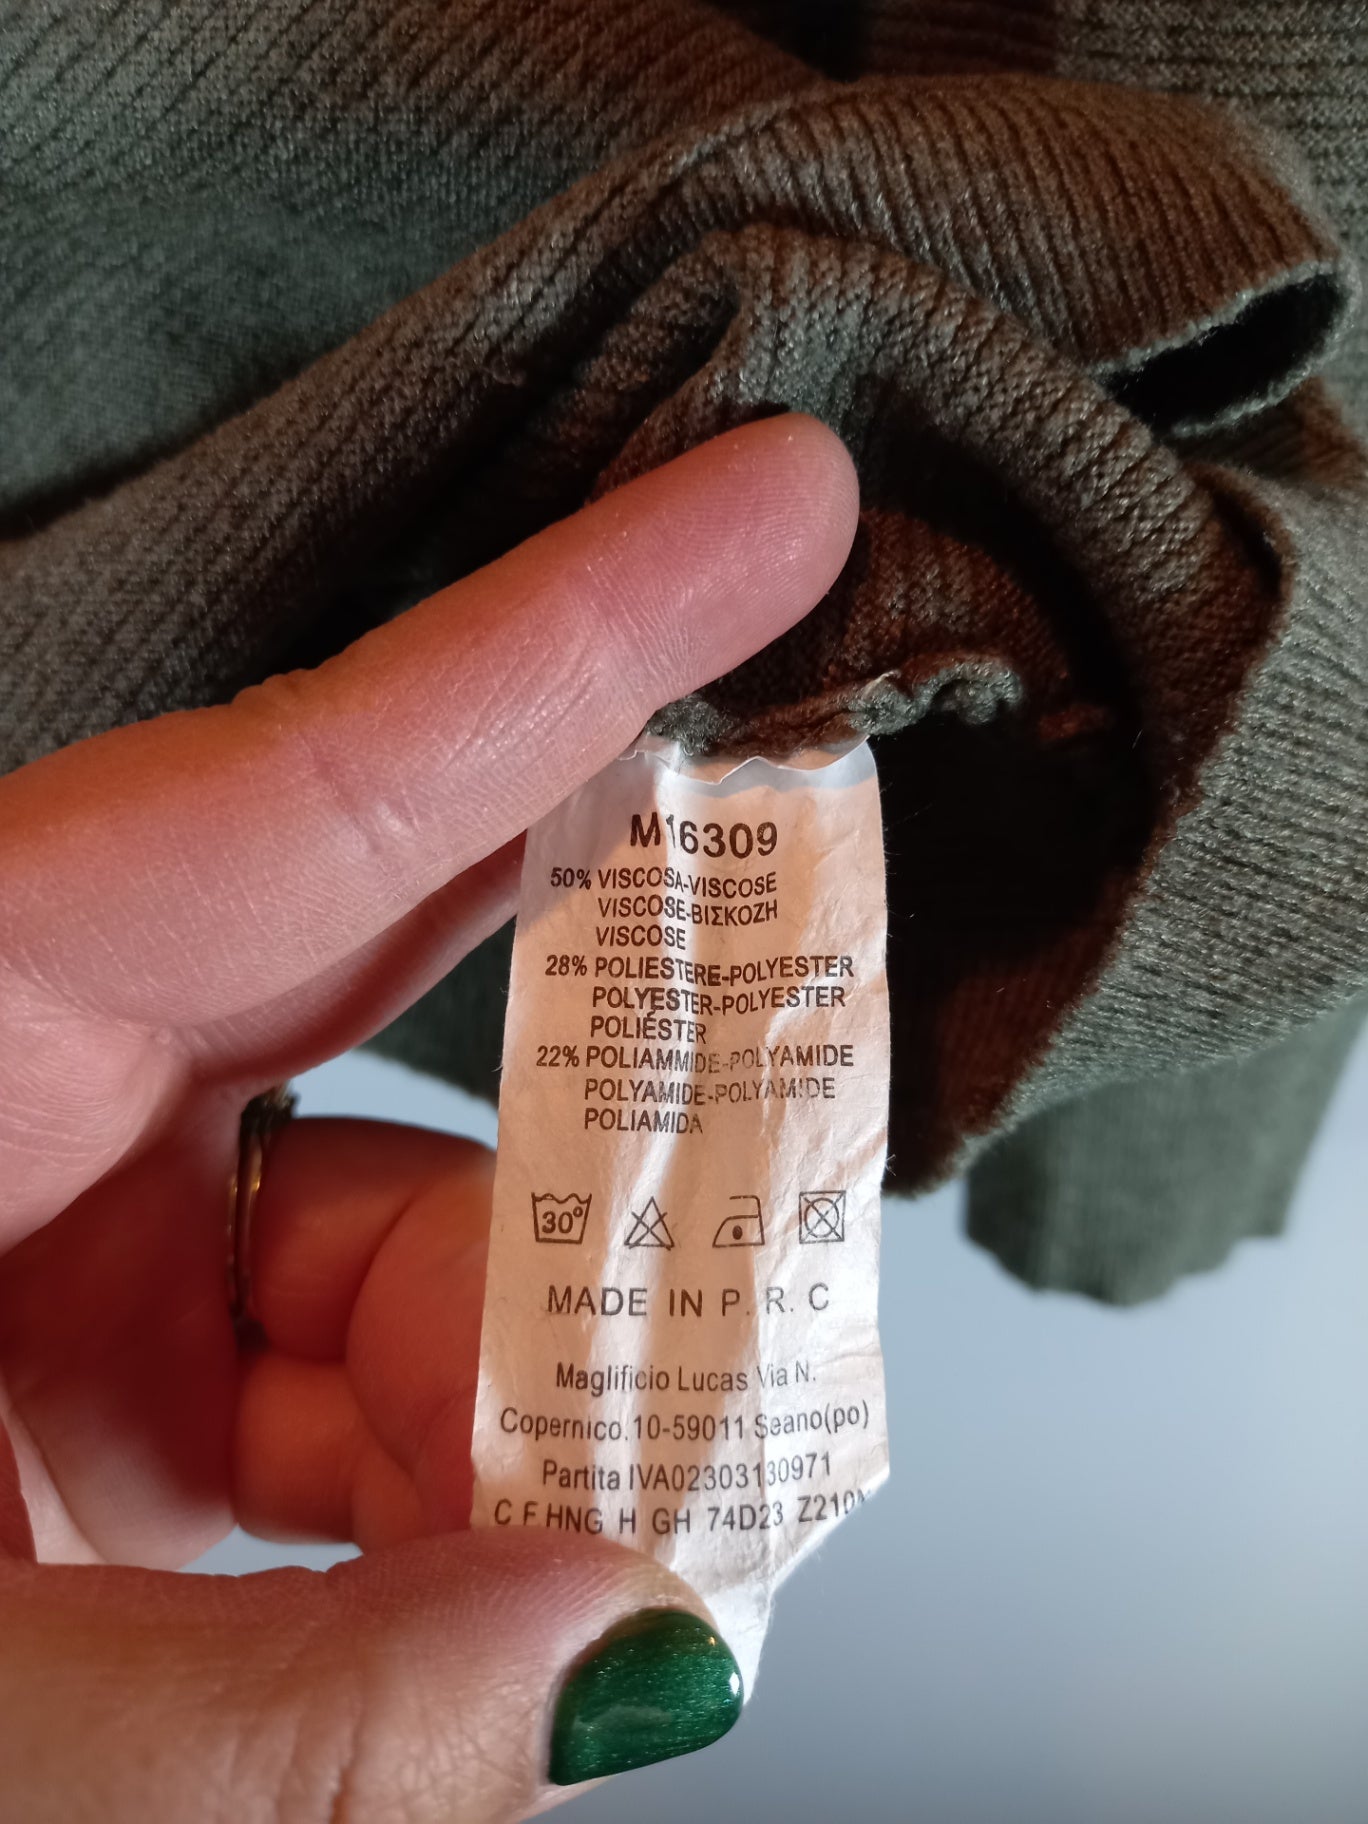 M16309
50% VISCOSA-VISCOSE
VISCOSE-ΒΙΣΚΟΖΗ
VISCOSE
28% POLIESTERE-POLYESTER
POLYESTER-POLYESTER
POLIÉSTER
22% POLIAMMIDE-POLYAMIDE
POLYAMIDE-POLYAMIDE
POLIAMIDA
30°
MADE IN P. R. C
Maglificio Lucas Via N.
Copernico,10-59011 Seano(po)
Partita IVA02303130971
C F HNG H GH 74D23